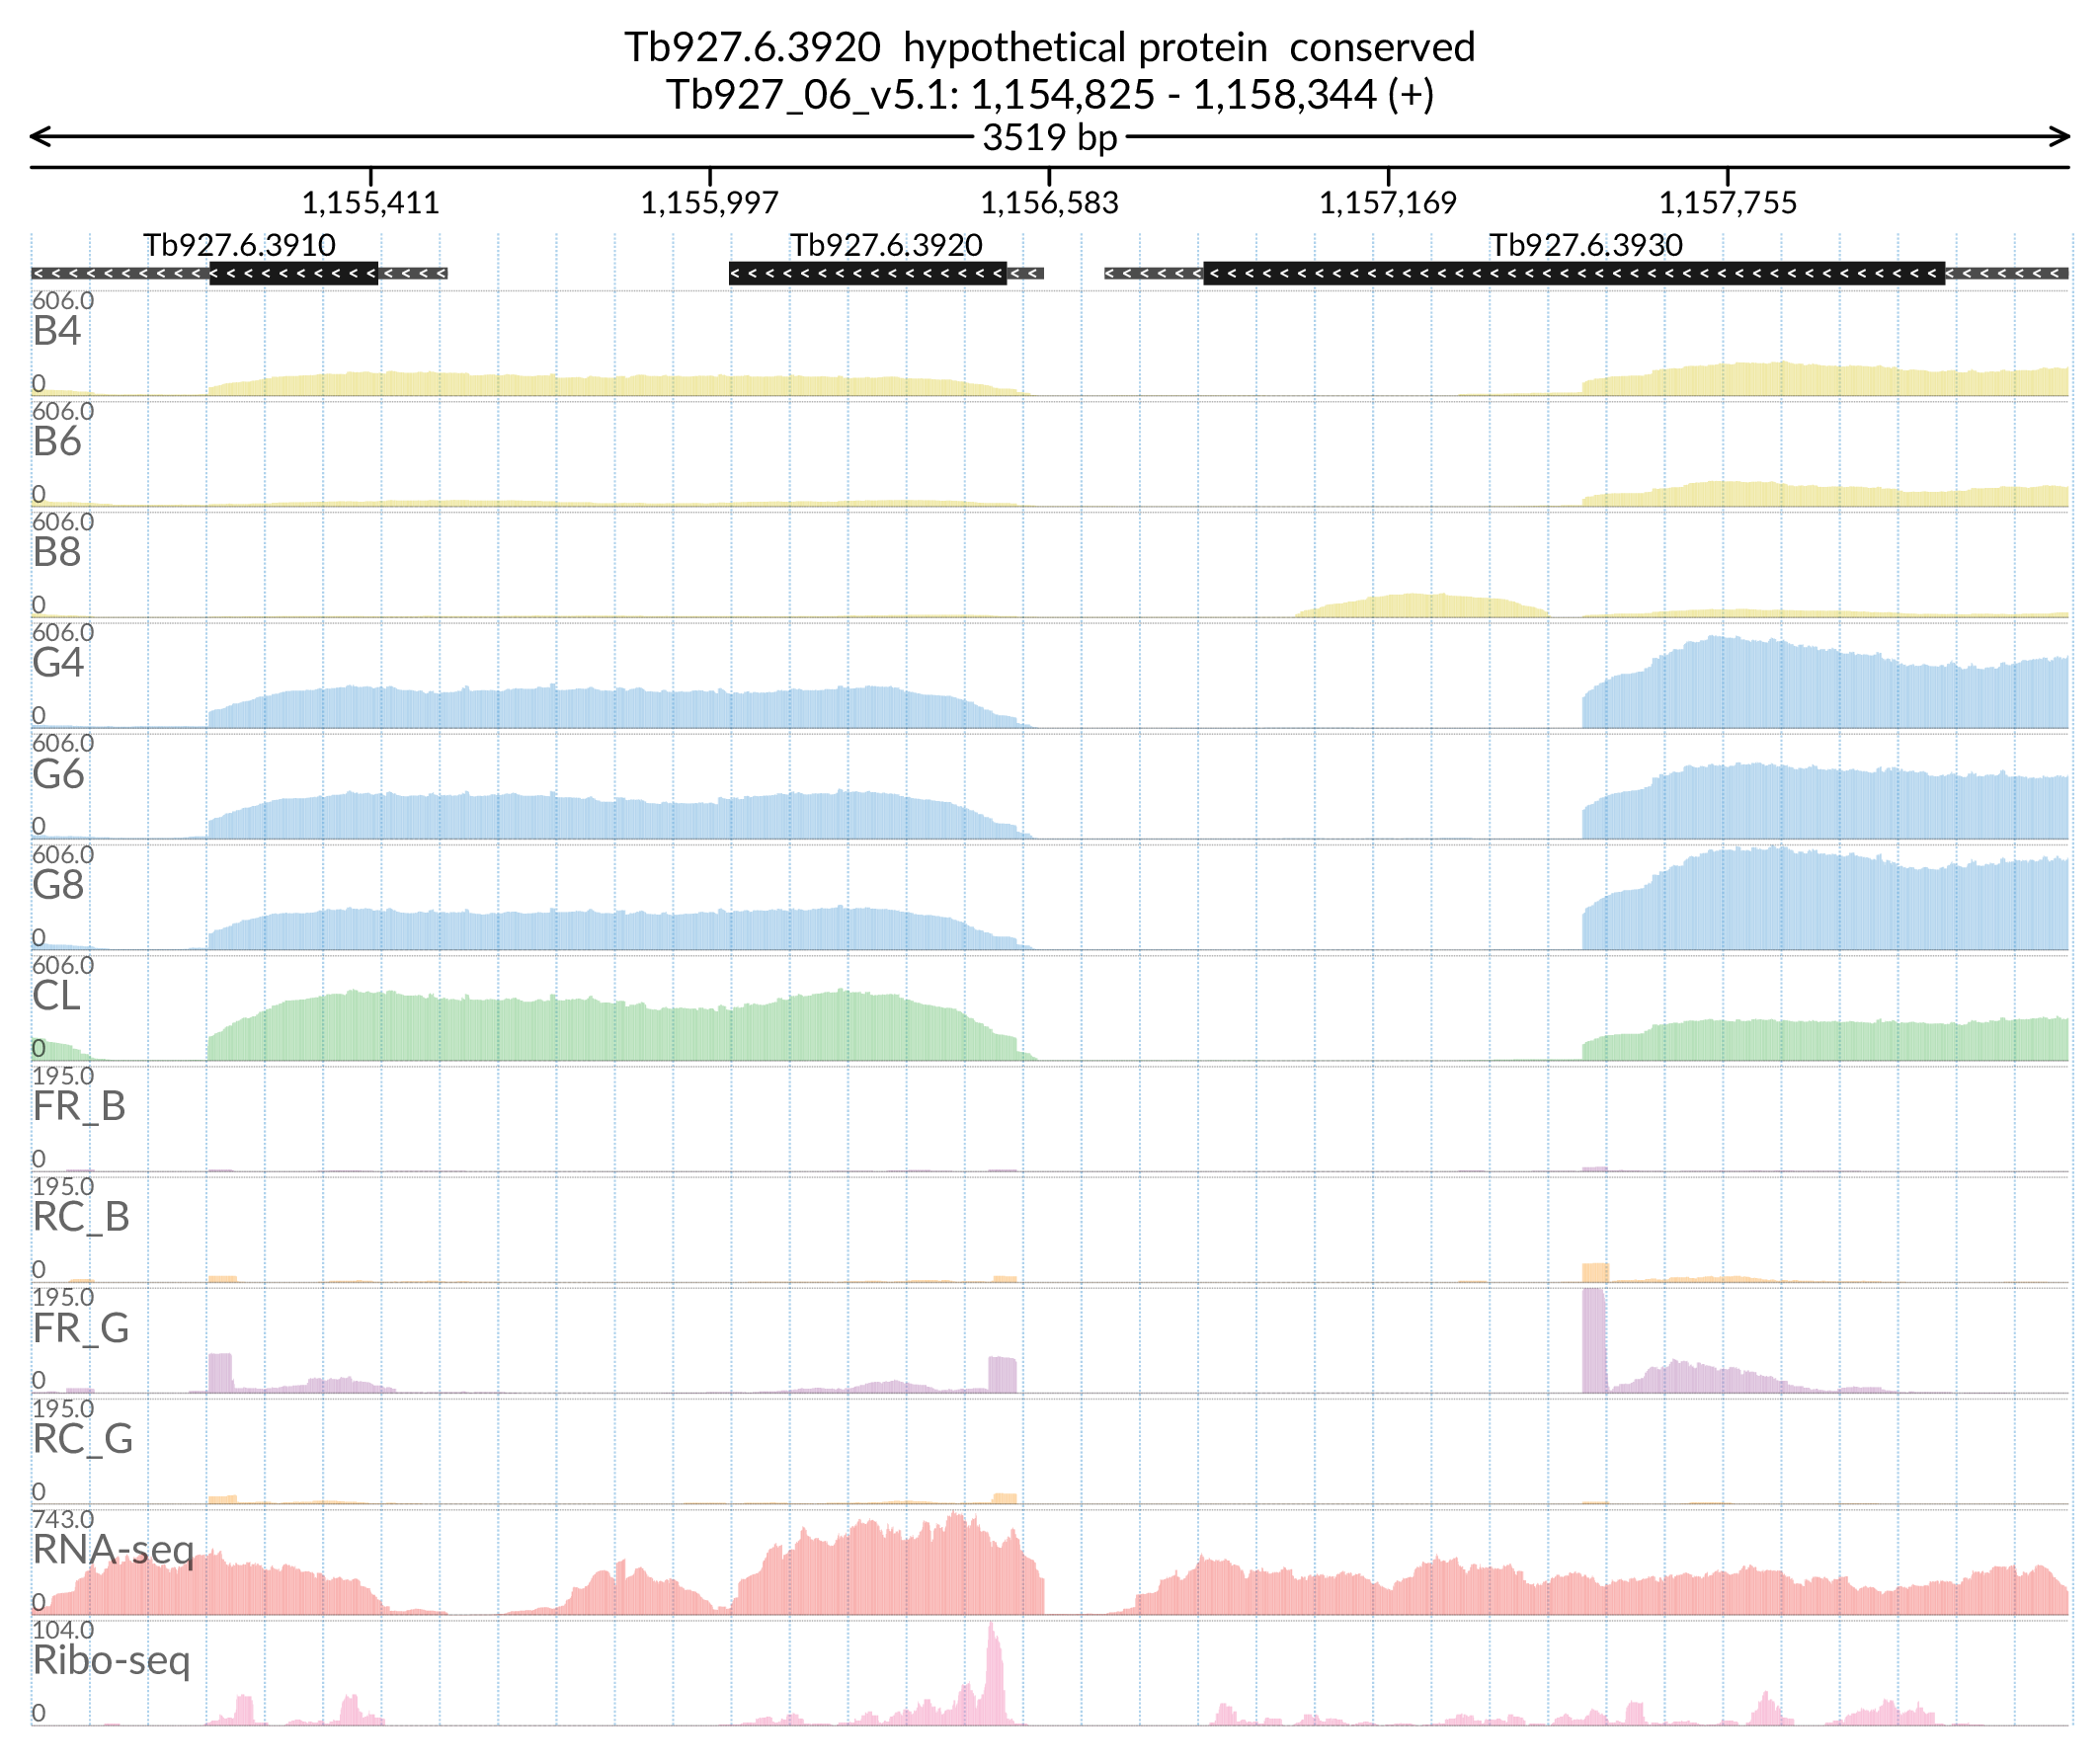 Tb927.6.3920  hypothetical protein  conserved
Tb927_06_v5.1: 1,154,825 - 1,158,344 (+)
3519 bp
1,155,411 1,155,997 1,156,583 1,157,169 1,157,755
Tb927.6.3910 Tb927.6.3920 Tb927.6.3930
606.0
B4
0
606.0
B6
0
606.0
B8
0
606.0
G4
0
606.0
G6
0
606.0
G8
0
606.0
CL
0
195.0
FR_B
0
195.0
RC_B
0
195.0
FR_G
0
195.0
RC_G
0
743.0
RNA-seq
0
104.0
Ribo-seq
0